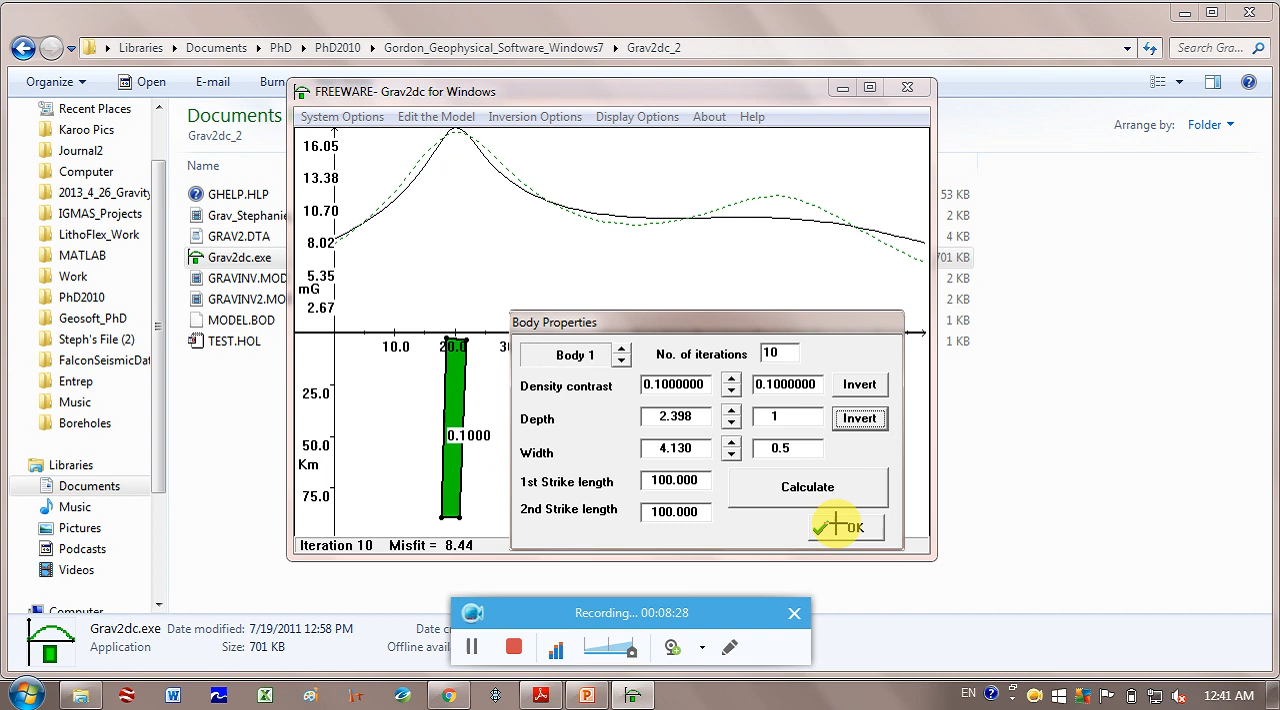 Libraries Documents PhD PhD2010 Gordon_Geophysical_Software_Windows7 Grav2dc_2
Search Gra...
Organize Open E-mail Burn
Recent Places
Karoo Pics
Journal2
Computer
2013_4_26_Gravity
IGMAS_Projects
LithoFlex_Work
MATLAB
Work
PhD2010
Geosoft_PhD
Steph's File (2)
FalconSeismicDat
Entrep
Music
Boreholes
Libraries
Documents
Music
Pictures
Podcasts
Videos
Computer
Documents
Grav2dc_2
Arrange by: Folder
Name
GHELP.HLP
Grav_Stephanie
GRAV2.DTA
Grav2dc.exe
GRAVINV.MOD
GRAVINV2.MO
MODEL.BOD
TEST.HOL
53 KB
2 KB
4 KB
701 KB
2 KB
2 KB
1 KB
1 KB
FREEWARE- Grav2dc for Windows
System Options Edit the Model Inversion Options Display Options About Help
16.05
13.38
10.70
8.02
5.35
mG
2.67
10.0 20.0 30
25.0
50.0
Km
75.0
0.1000
Iteration 10 Misfit = 8.44
Body Properties
Body 1 No. of iterations 10
Density contrast 0.1000000 0.1000000 Invert
Depth 2.398 1 Invert
Width 4.130 0.5
1st Strike length 100.000
Calculate
2nd Strike length 100.000
OK
Recording... 00:08:28
Grav2dc.exe Date modified: 7/19/2011 12:58 PM Date c
Application Size: 701 KB Offline avail
EN 12:41 AM